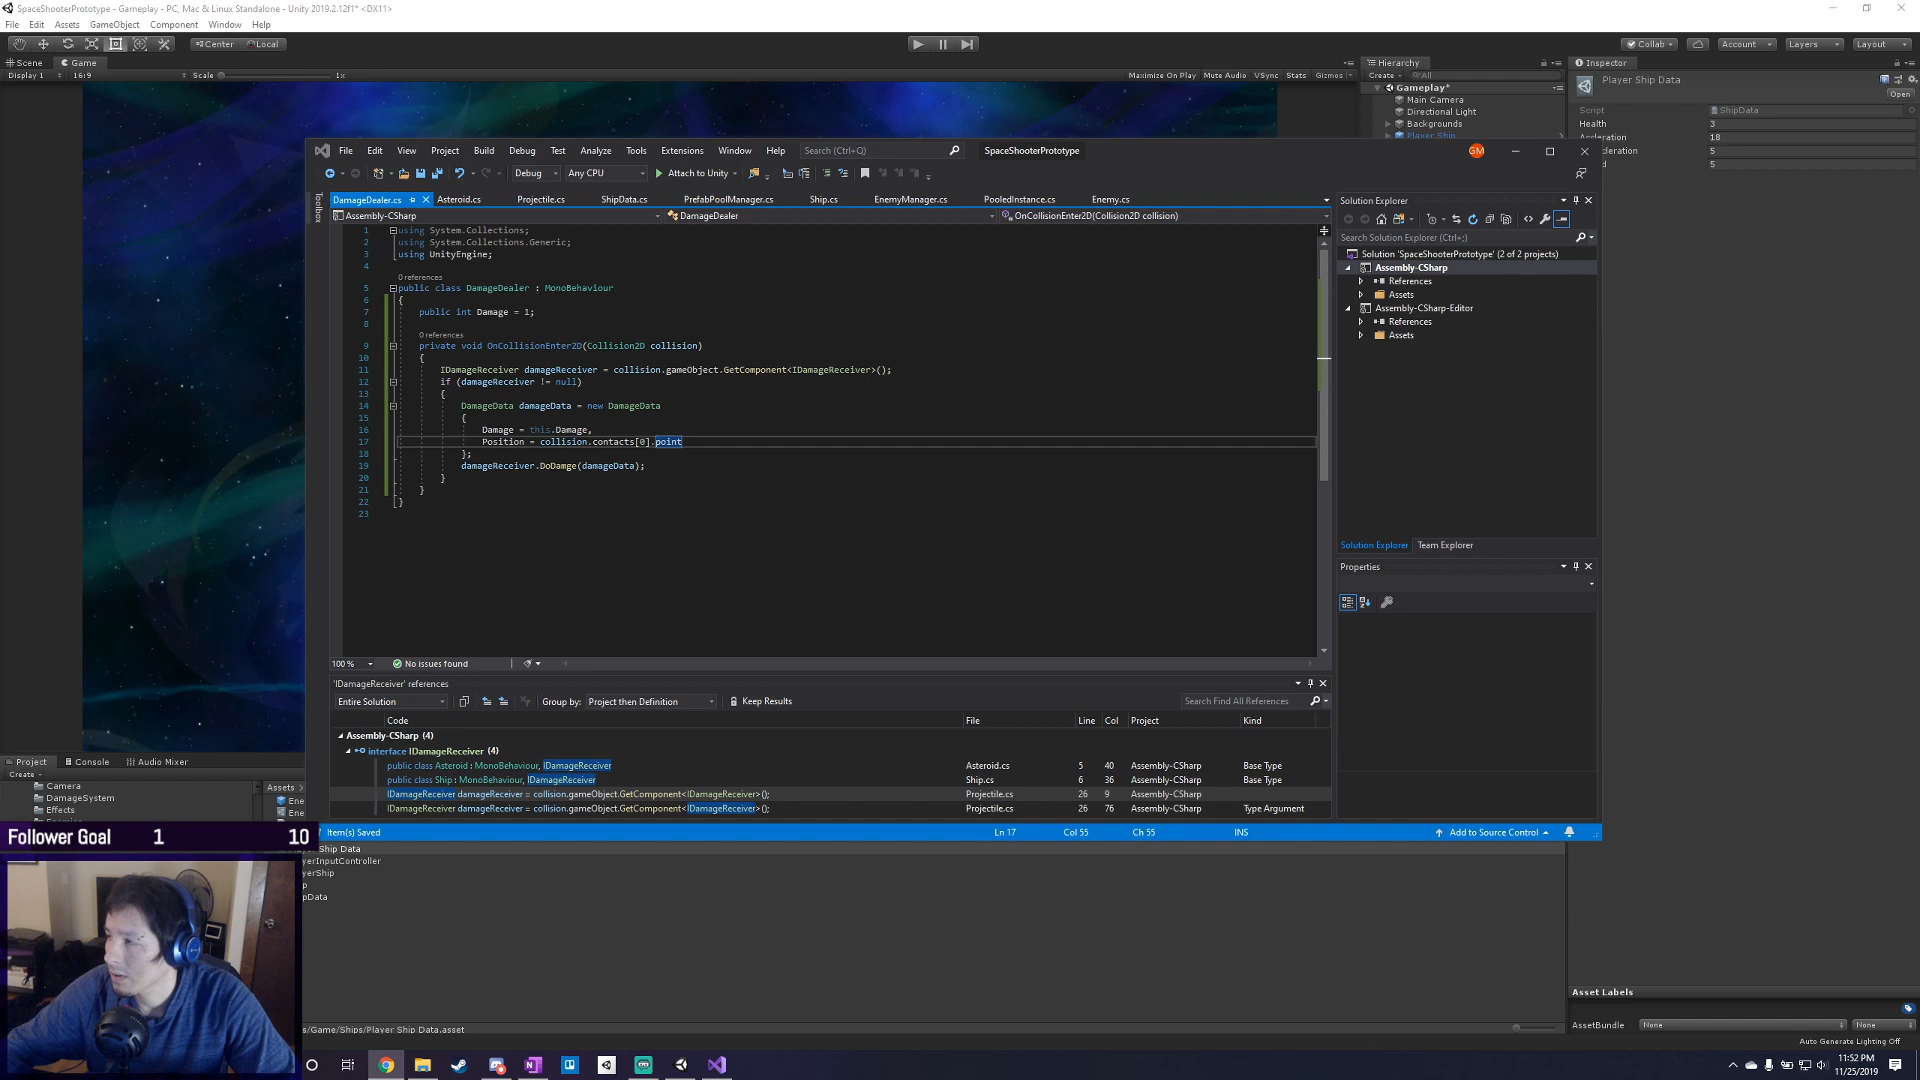 SpaceShooterPrototype - Gameplay - PC, Mac & Linux Standalone - Unity 2019.2.12f1* <DX11>
File Edit Assets GameObject Component Window Help
Center Local
Collab Account Layers Layout
Scene Game
Display 1 16:9 Scale 1x Maximize On Play Mute Audio VSync Stats Gizmos
Hierarchy
Create All
Gameplay*
Main Camera
Directional Light
Backgrounds
Player Ship
Inspector
Player Ship Data
Open
Script ShipData
Health 3
Accleration 18
cleration 5
5
File Edit View Project Build Debug Test Analyze Tools Extensions Window Help Search (Ctrl+Q) SpaceShooterPrototype GM
Debug Any CPU Attach to Unity
Toolbox
DamageDealer.cs Asteroid.cs Projectile.cs ShipData.cs PrefabPoolManager.cs Ship.cs EnemyManager.cs PooledInstance.cs Enemy.cs
Assembly-CSharp DamageDealer OnCollisionEnter2D(Collision2D collision)
1 using System.Collections;
2 using System.Collections.Generic;
3 using UnityEngine;
4
0 references
5 public class DamageDealer : MonoBehaviour
6 {
7 public int Damage = 1;
8
0 references
9 private void OnCollisionEnter2D(Collision2D collision)
10 {
11 IDamageReceiver damageReceiver = collision.gameObject.GetComponent<IDamageReceiver>();
12 if (damageReceiver != null)
13 {
14 DamageData damageData = new DamageData
15 {
16 Damage = this.Damage,
17 Position = collision.contacts[0].point
18 };
19 damageReceiver.DoDamge(damageData);
20 }
21 }
22 }
23
100 % No issues found
Solution Explorer
Search Solution Explorer (Ctrl+;)
Solution 'SpaceShooterPrototype' (2 of 2 projects)
Assembly-CSharp
References
Assets
Assembly-CSharp-Editor
References
Assets
Solution Explorer Team Explorer
Properties
'IDamageReceiver' references
Entire Solution Group by: Project then Definition Keep Results Search Find All References
Code File Line Col Project Kind
Assembly-CSharp (4)
interface IDamageReceiver (4)
public class Asteroid : MonoBehaviour, IDamageReceiver Asteroid.cs 5 40 Assembly-CSharp Base Type
public class Ship : MonoBehaviour, IDamageReceiver Ship.cs 6 36 Assembly-CSharp Base Type
IDamageReceiver damageReceiver = collision.gameObject.GetComponent<IDamageReceiver>(); Projectile.cs 26 9 Assembly-CSharp
IDamageReceiver damageReceiver = collision.gameObject.GetComponent<IDamageReceiver>(); Projectile.cs 26 76 Assembly-CSharp Type Argument
Item(s) Saved Ln 17 Col 55 Ch 55 INS Add to Source Control
Project Console Audio Mixer
Create
Camera
DamageSystem
Effects
Assets
Ene
Ene
Follower Goal 1 10
Ship Data
yerInputController
yerShip
p
pData
s/Game/Ships/Player Ship Data.asset
Asset Labels
AssetBundle None None
Auto Generate Lighting Off
11:52 PM
11/25/2019